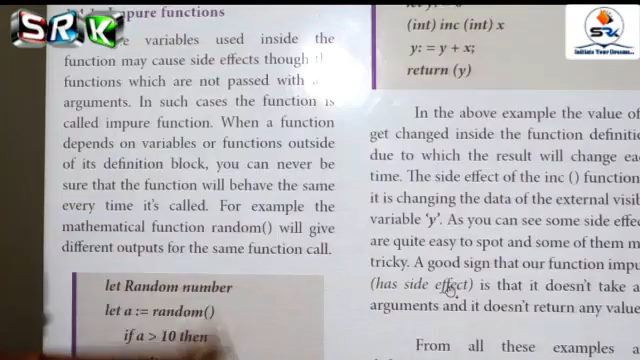 SRK
Impure functions
variables used inside the
function may cause side effects though
functions which are not passed with
arguments. In such cases the function is
called impure function. When a function
depends on variables or functions outside
of its definition block, you can never be
sure that the function will behave the same
every time it's called. For example the
mathematical function random() will give
different outputs for the same function call.
let Random number
let a := random()
if a > 10 then
(int) inc (int) x
y: = y + x;
return (y)
In the above example the value of
get changed inside the function
due to which the result will change
time. The side effect of the inc () function
it is changing the data of the external
variable 'y'. As you can see some side
are quite easy to spot and some of them
tricky. A good sign that our function
(has side effect) is that it doesn't take
arguments and it doesn't return any value
From all these examples
SRK
Initiate Your Dreams...